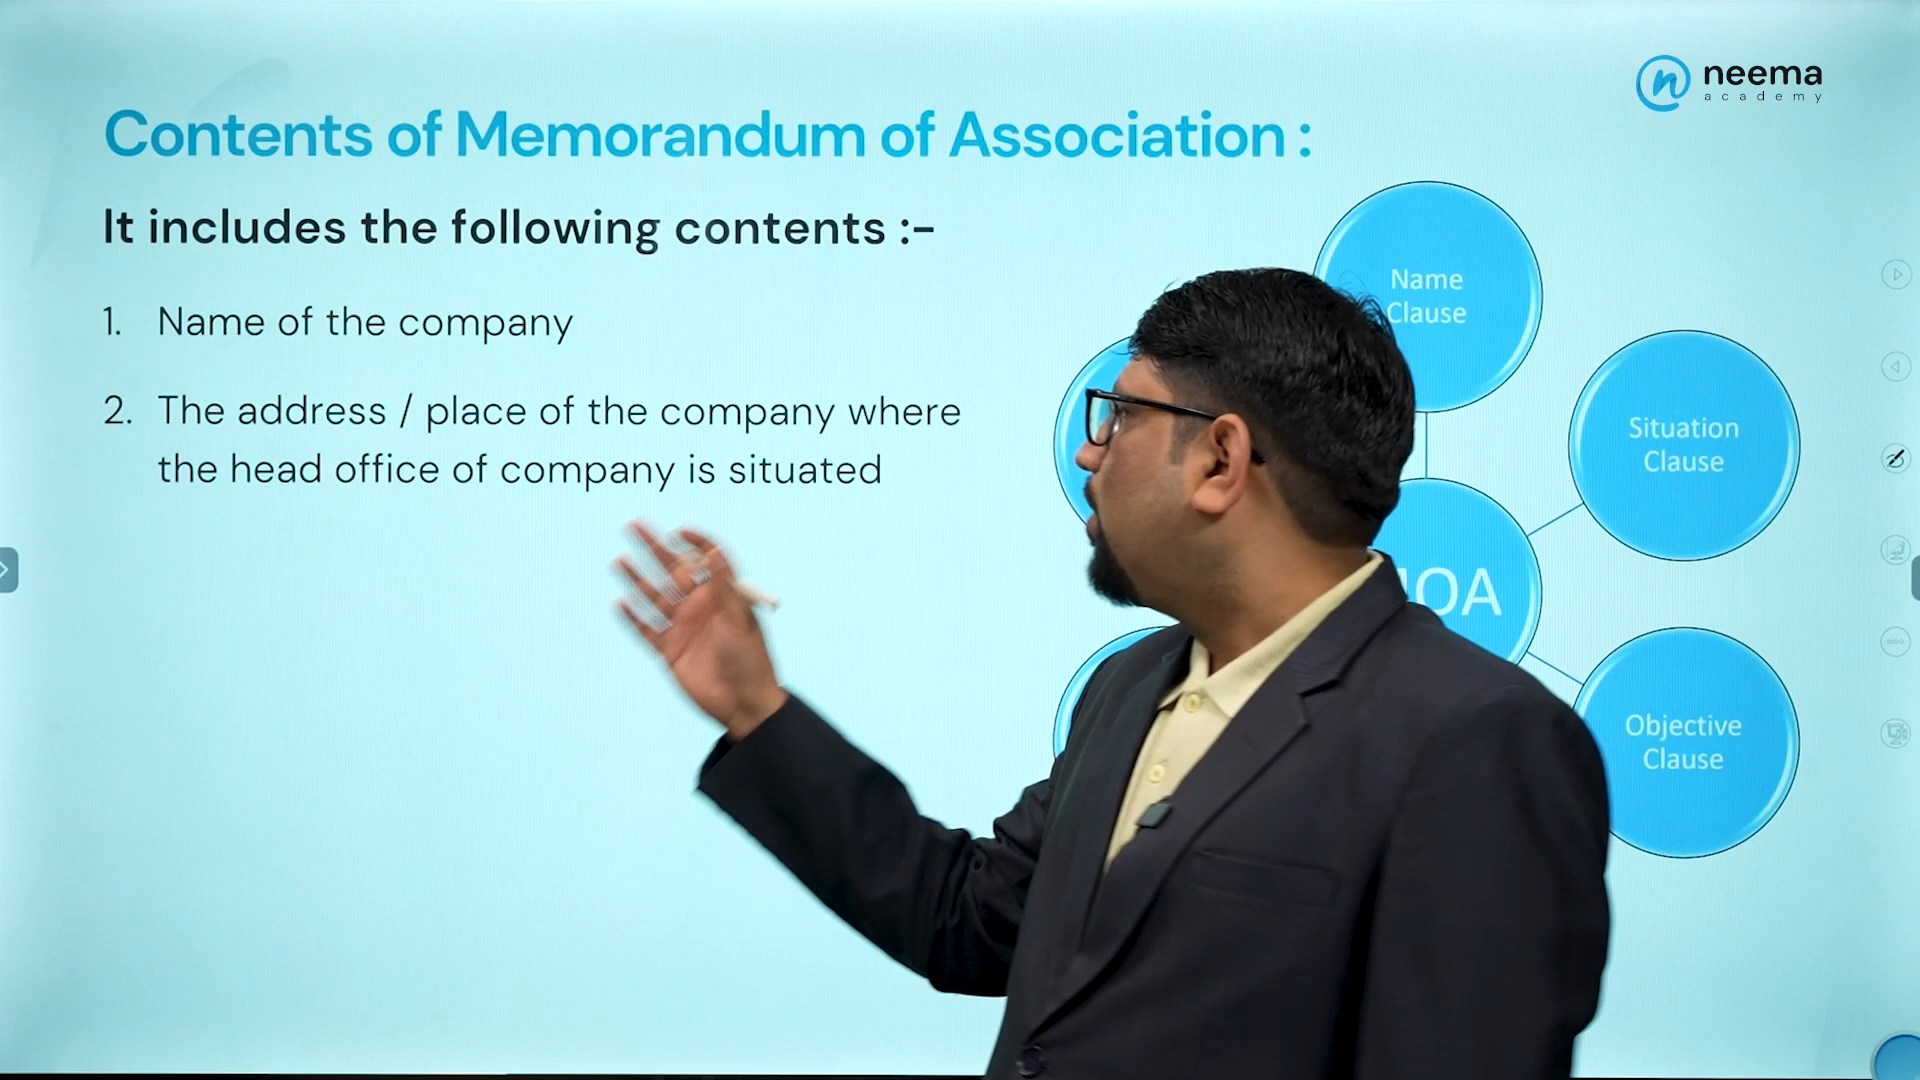 neema
academy
Contents of Memorandum of Association :
It includes the following contents :-
1. Name of the company
2. The address / place of the company where
the head office of company is situated
Name
Clause
Situation
Clause
OA
Objective
Clause